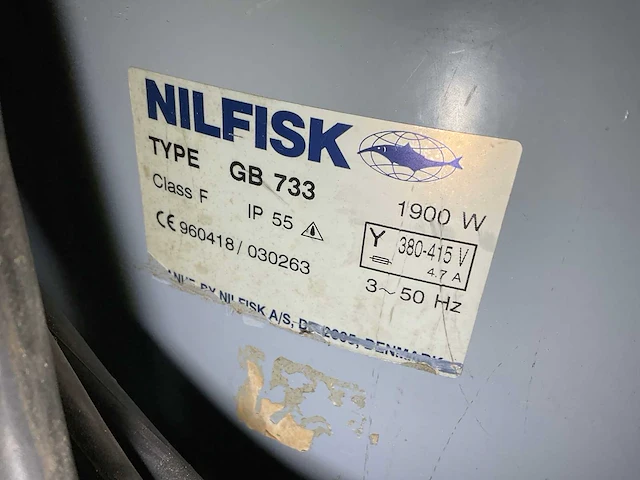 NILFISK
TYPE GB 733
Class F IP 55
1900 W
CE 960418 / 030263
Y 380-415 V
4.7 A
3~50 Hz
BY NILFISK A/S, DENMARK